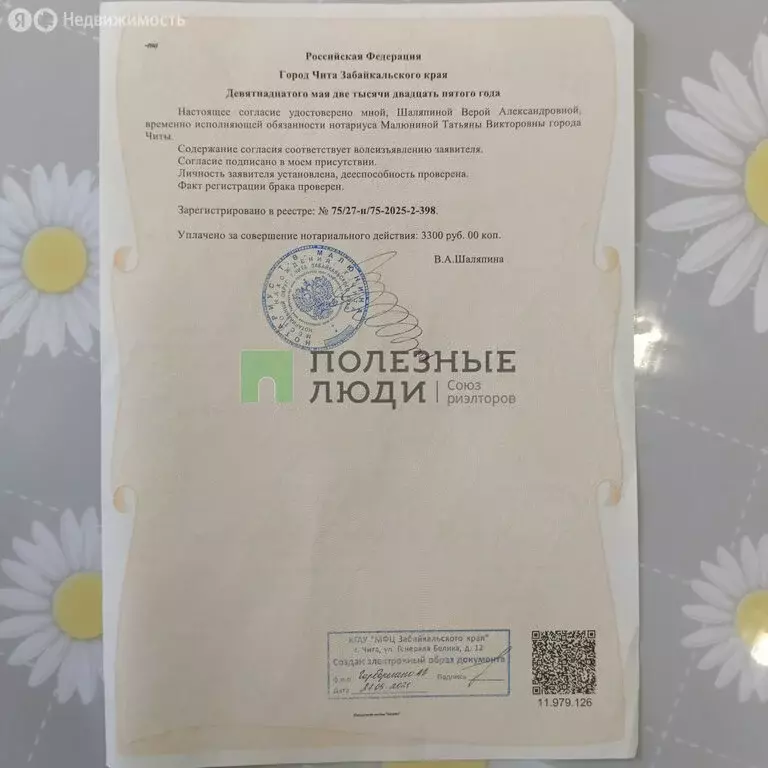 Я Недвижимость
Российская Федерация
Город Чита Забайкальского края
Девятнадцатого мая две тысячи двадцать пятого года
Настоящее согласие удостоверено мной, Шаляпиной Верой Александровной,
временно исполняющей обязанности нотариуса Малюниной Татьяны Викторовны города
Читы.
Содержание согласия соответствует волеизъявлению заявителя.
Согласие подписано в моем присутствии.
Личность заявителя установлена, дееспособность проверена.
Факт регистрации брака проверен.
Зарегистрировано в реестре: № 75/27-н/75-2025-2-398.
Уплачено за совершение нотариального действия: 3300 руб. 00 коп.
В.А.Шаляпина
НОТАРИУС Т.В. МАЛЮНИНА
ПОЛЕЗНЫЕ
ЛЮДИ
Союз
риэлторов
КГАУ "МФЦ Забайкальского края"
г. Чита, ул. Генерала Белика, д. 12
Создан электронный образ документа
Ф.И.О. Подпись
Дата
11.979.126